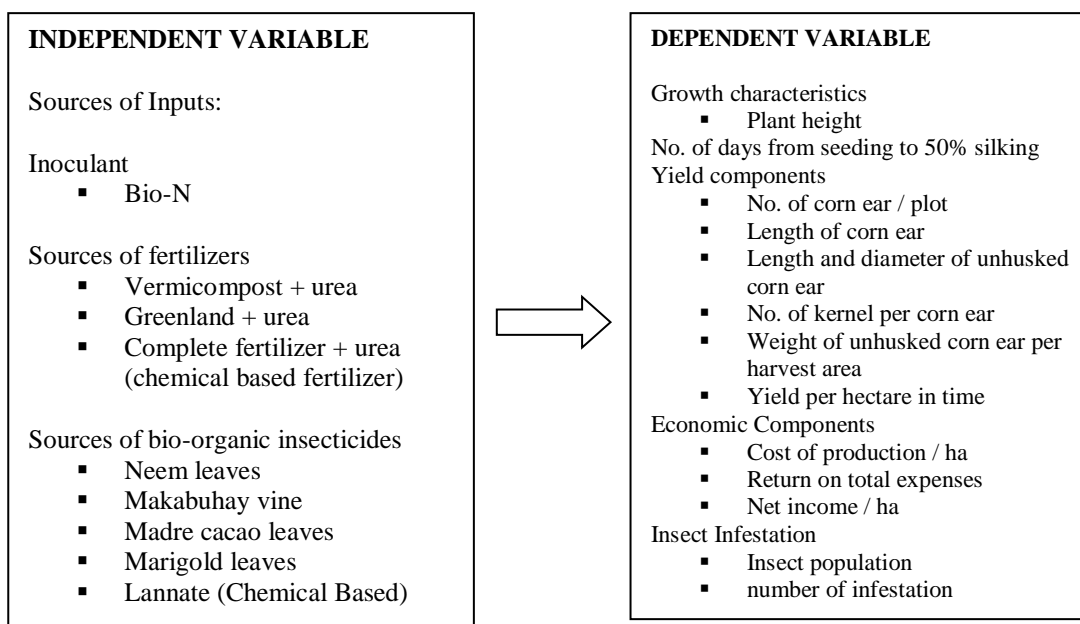 INDEPENDENT VARIABLE
Sources of Inputs:
Inoculant
▪ Bio-N
Sources of fertilizers
▪ Vermicompost + urea
▪ Greenland + urea
▪ Complete fertilizer + urea
(chemical based fertilizer)
Sources of bio-organic insecticides
▪ Neem leaves
▪ Makabuhay vine
▪ Madre cacao leaves
▪ Marigold leaves
▪ Lannate (Chemical Based)
DEPENDENT VARIABLE
Growth characteristics
▪ Plant height
No. of days from seeding to 50% silking
Yield components
▪ No. of corn ear / plot
▪ Length of corn ear
▪ Length and diameter of unhusked
corn ear
▪ No. of kernel per corn ear
▪ Weight of unhusked corn ear per
harvest area
▪ Yield per hectare in time
Economic Components
▪ Cost of production / ha
▪ Return on total expenses
▪ Net income / ha
Insect Infestation
▪ Insect population
▪ number of infestation